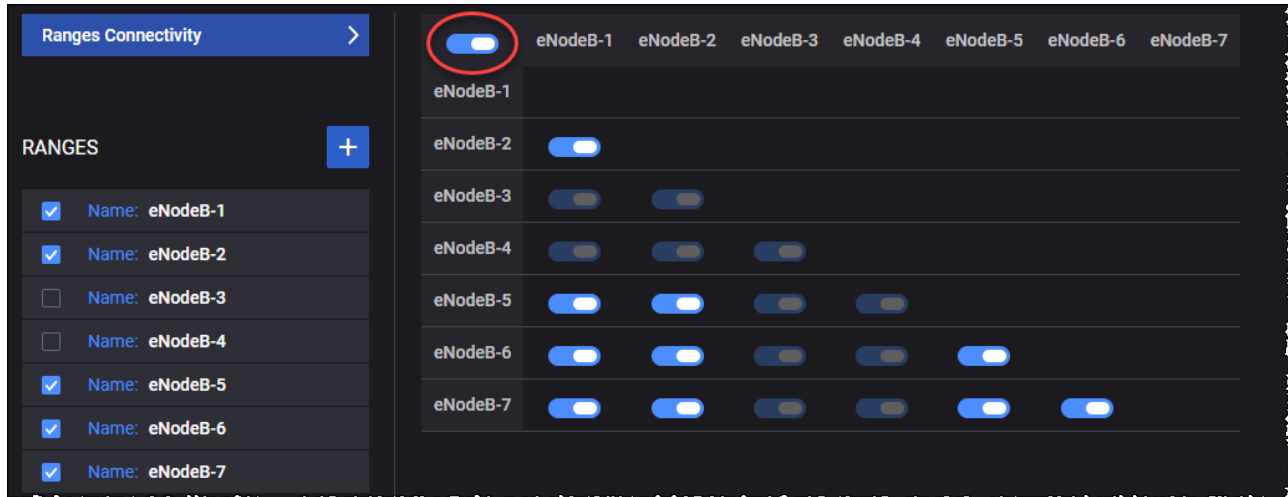 Ranges Connectivity
RANGES
Name: eNodeB-1
Name: eNodeB-2
Name: eNodeB-3
Name: eNodeB-4
Name: eNodeB-5
Name: eNodeB-6
Name: eNodeB-7
eNodeB-1 eNodeB-2 eNodeB-3 eNodeB-4 eNodeB-5 eNodeB-6 eNodeB-7
eNodeB-1
eNodeB-2
eNodeB-3
eNodeB-4
eNodeB-5
eNodeB-6
eNodeB-7